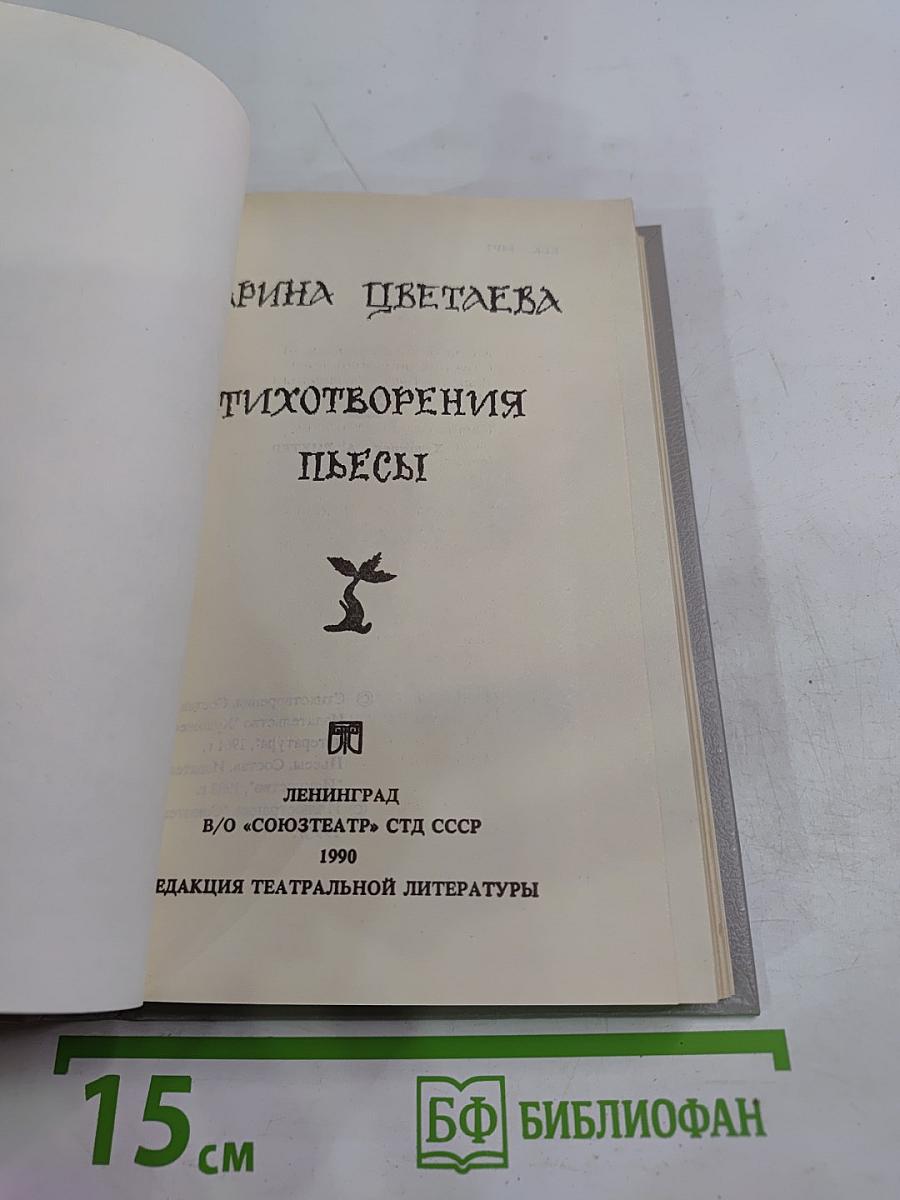 АРИНА ЦВЕТАЕВА
ТИХОТВОРЕНИЯ
ПЬЕСЫ
ЛЕНИНГРАД
В/О «СОЮЗТЕАТР» СТД СССР
1990
ЕДАКЦИЯ ТЕАТРАЛЬНОЙ ЛИТЕРАТУРЫ
15 см
БФ БИБЛИОФАН